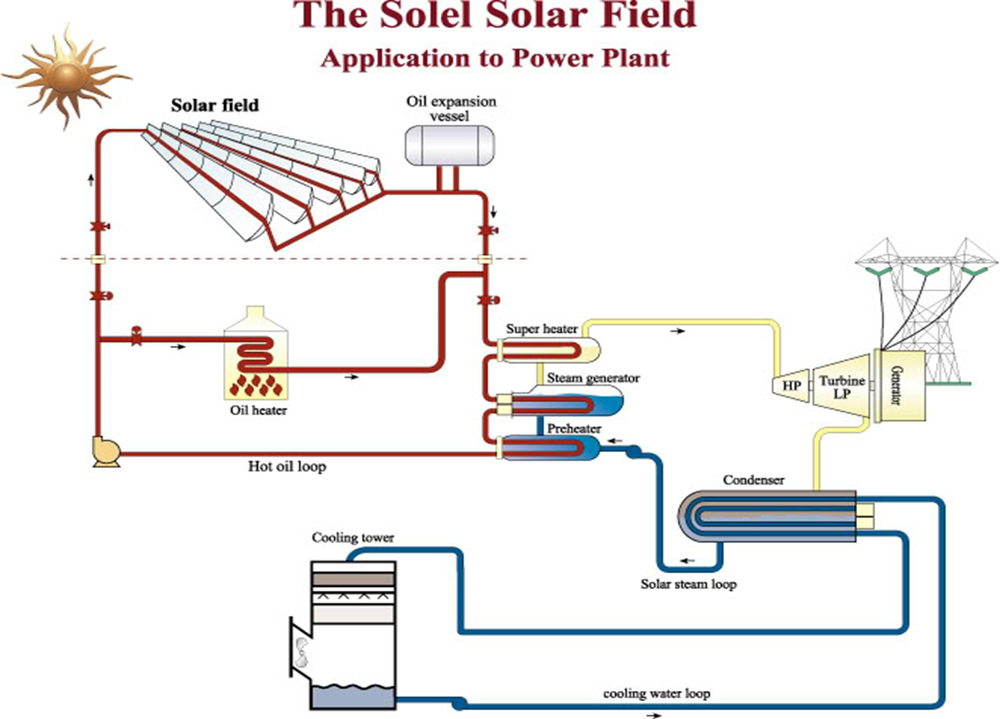 The Solel Solar Field
Application to Power Plant
Solar field
Oil expansion
vessel
Super heater
Steam generator
HP
Turbine
LP
Generator
Oil heater
Preheater
Hot oil loop
Condenser
Cooling tower
Solar steam loop
cooling water loop